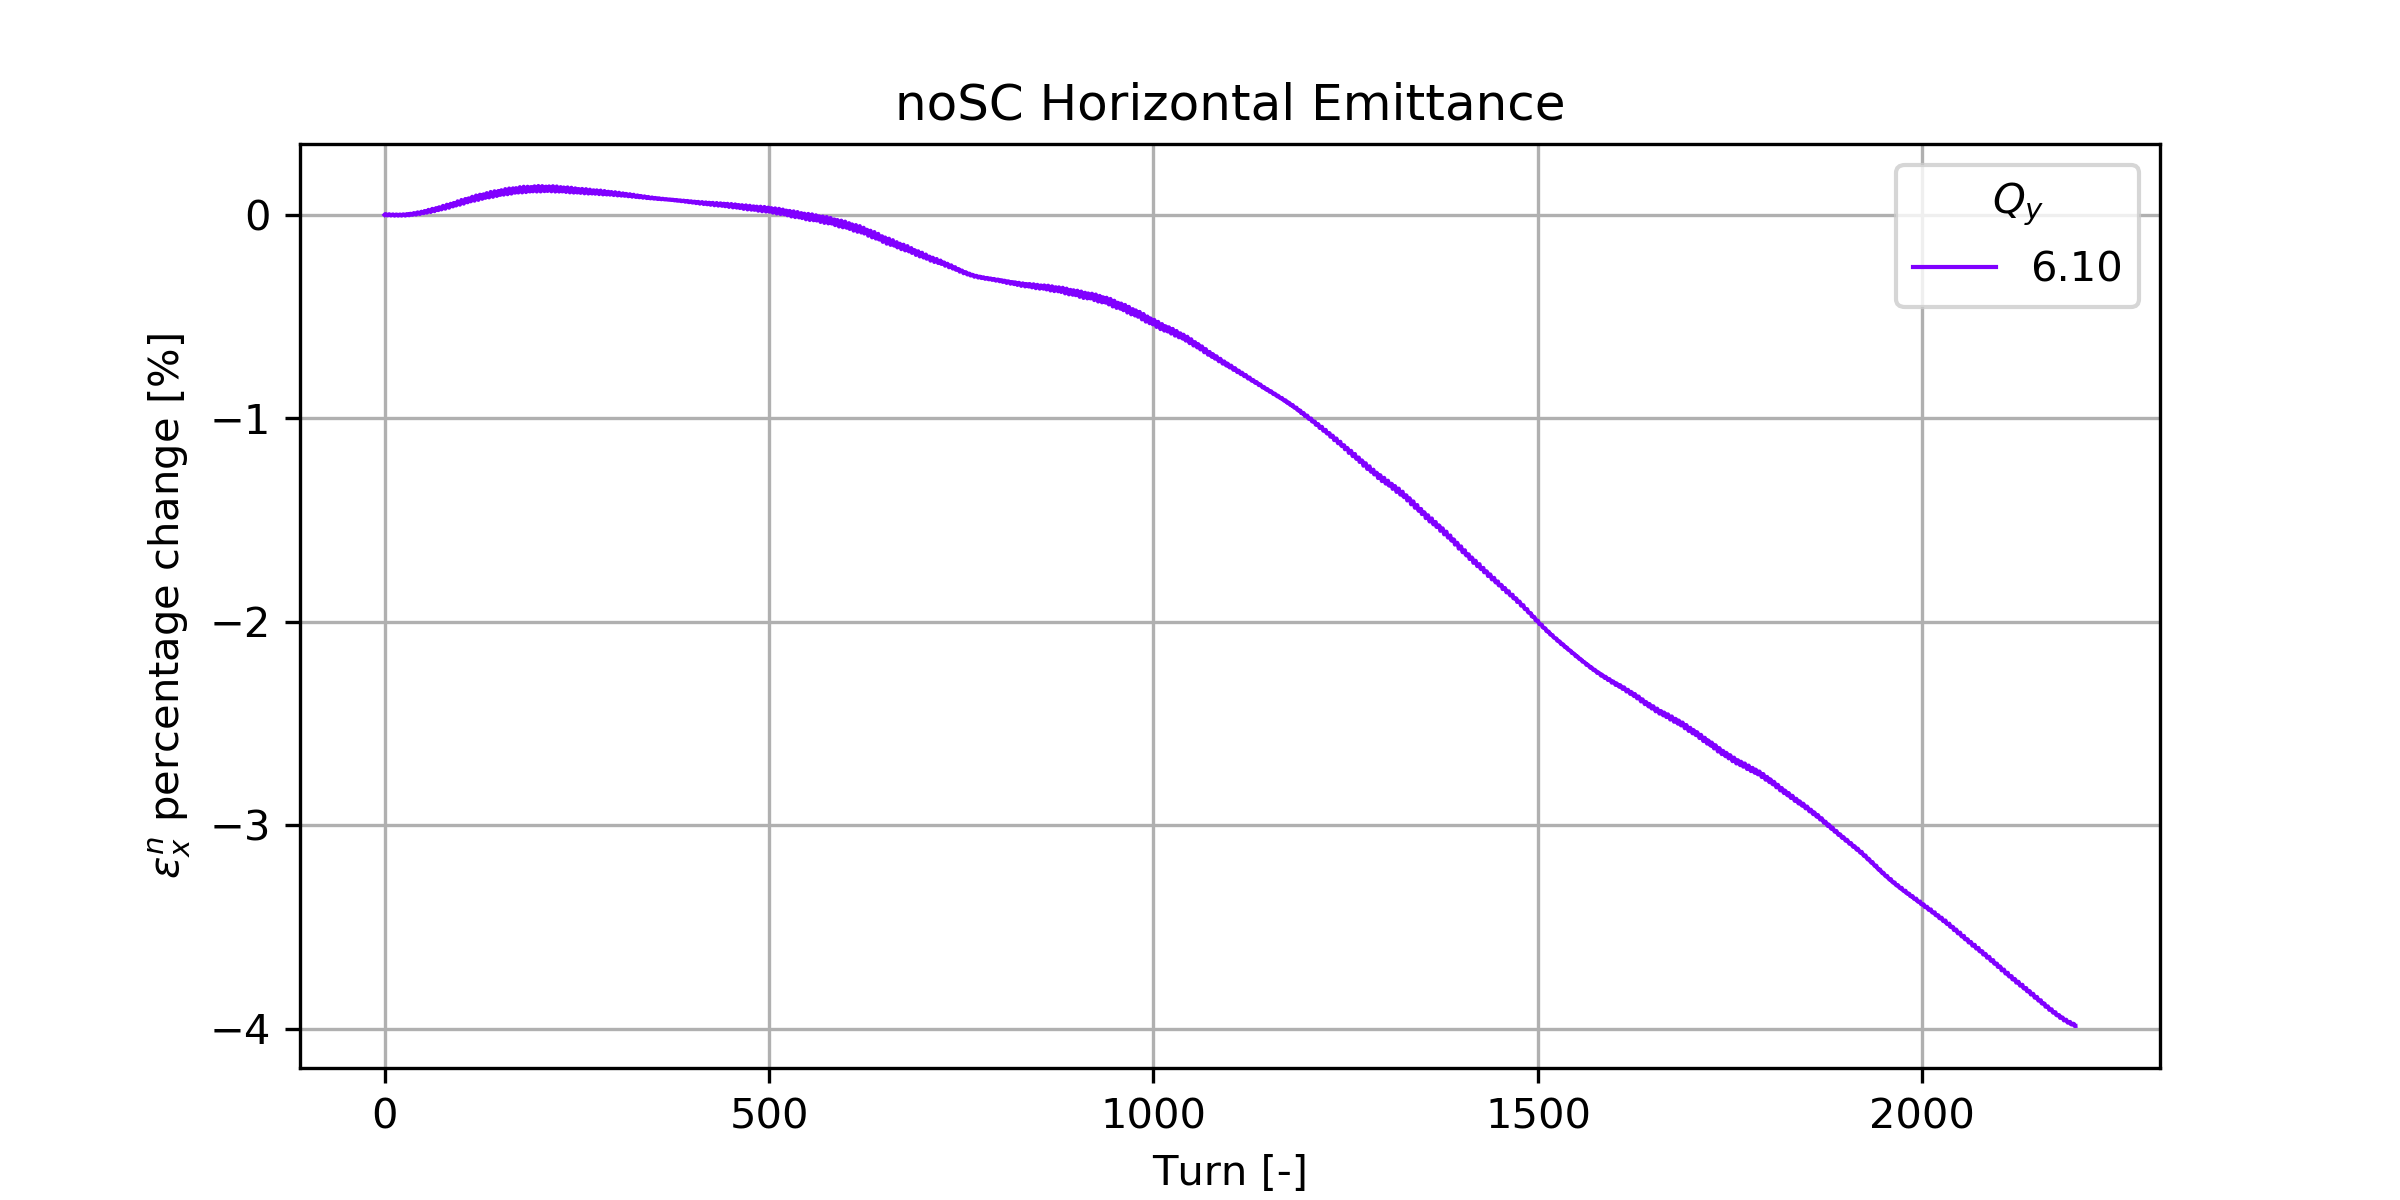 noSC Horizontal Emittance
εₓⁿ percentage change [%]
0
−1
−2
−3
−4
Q_y
6.10
0 500 1000 1500 2000
Turn [-]